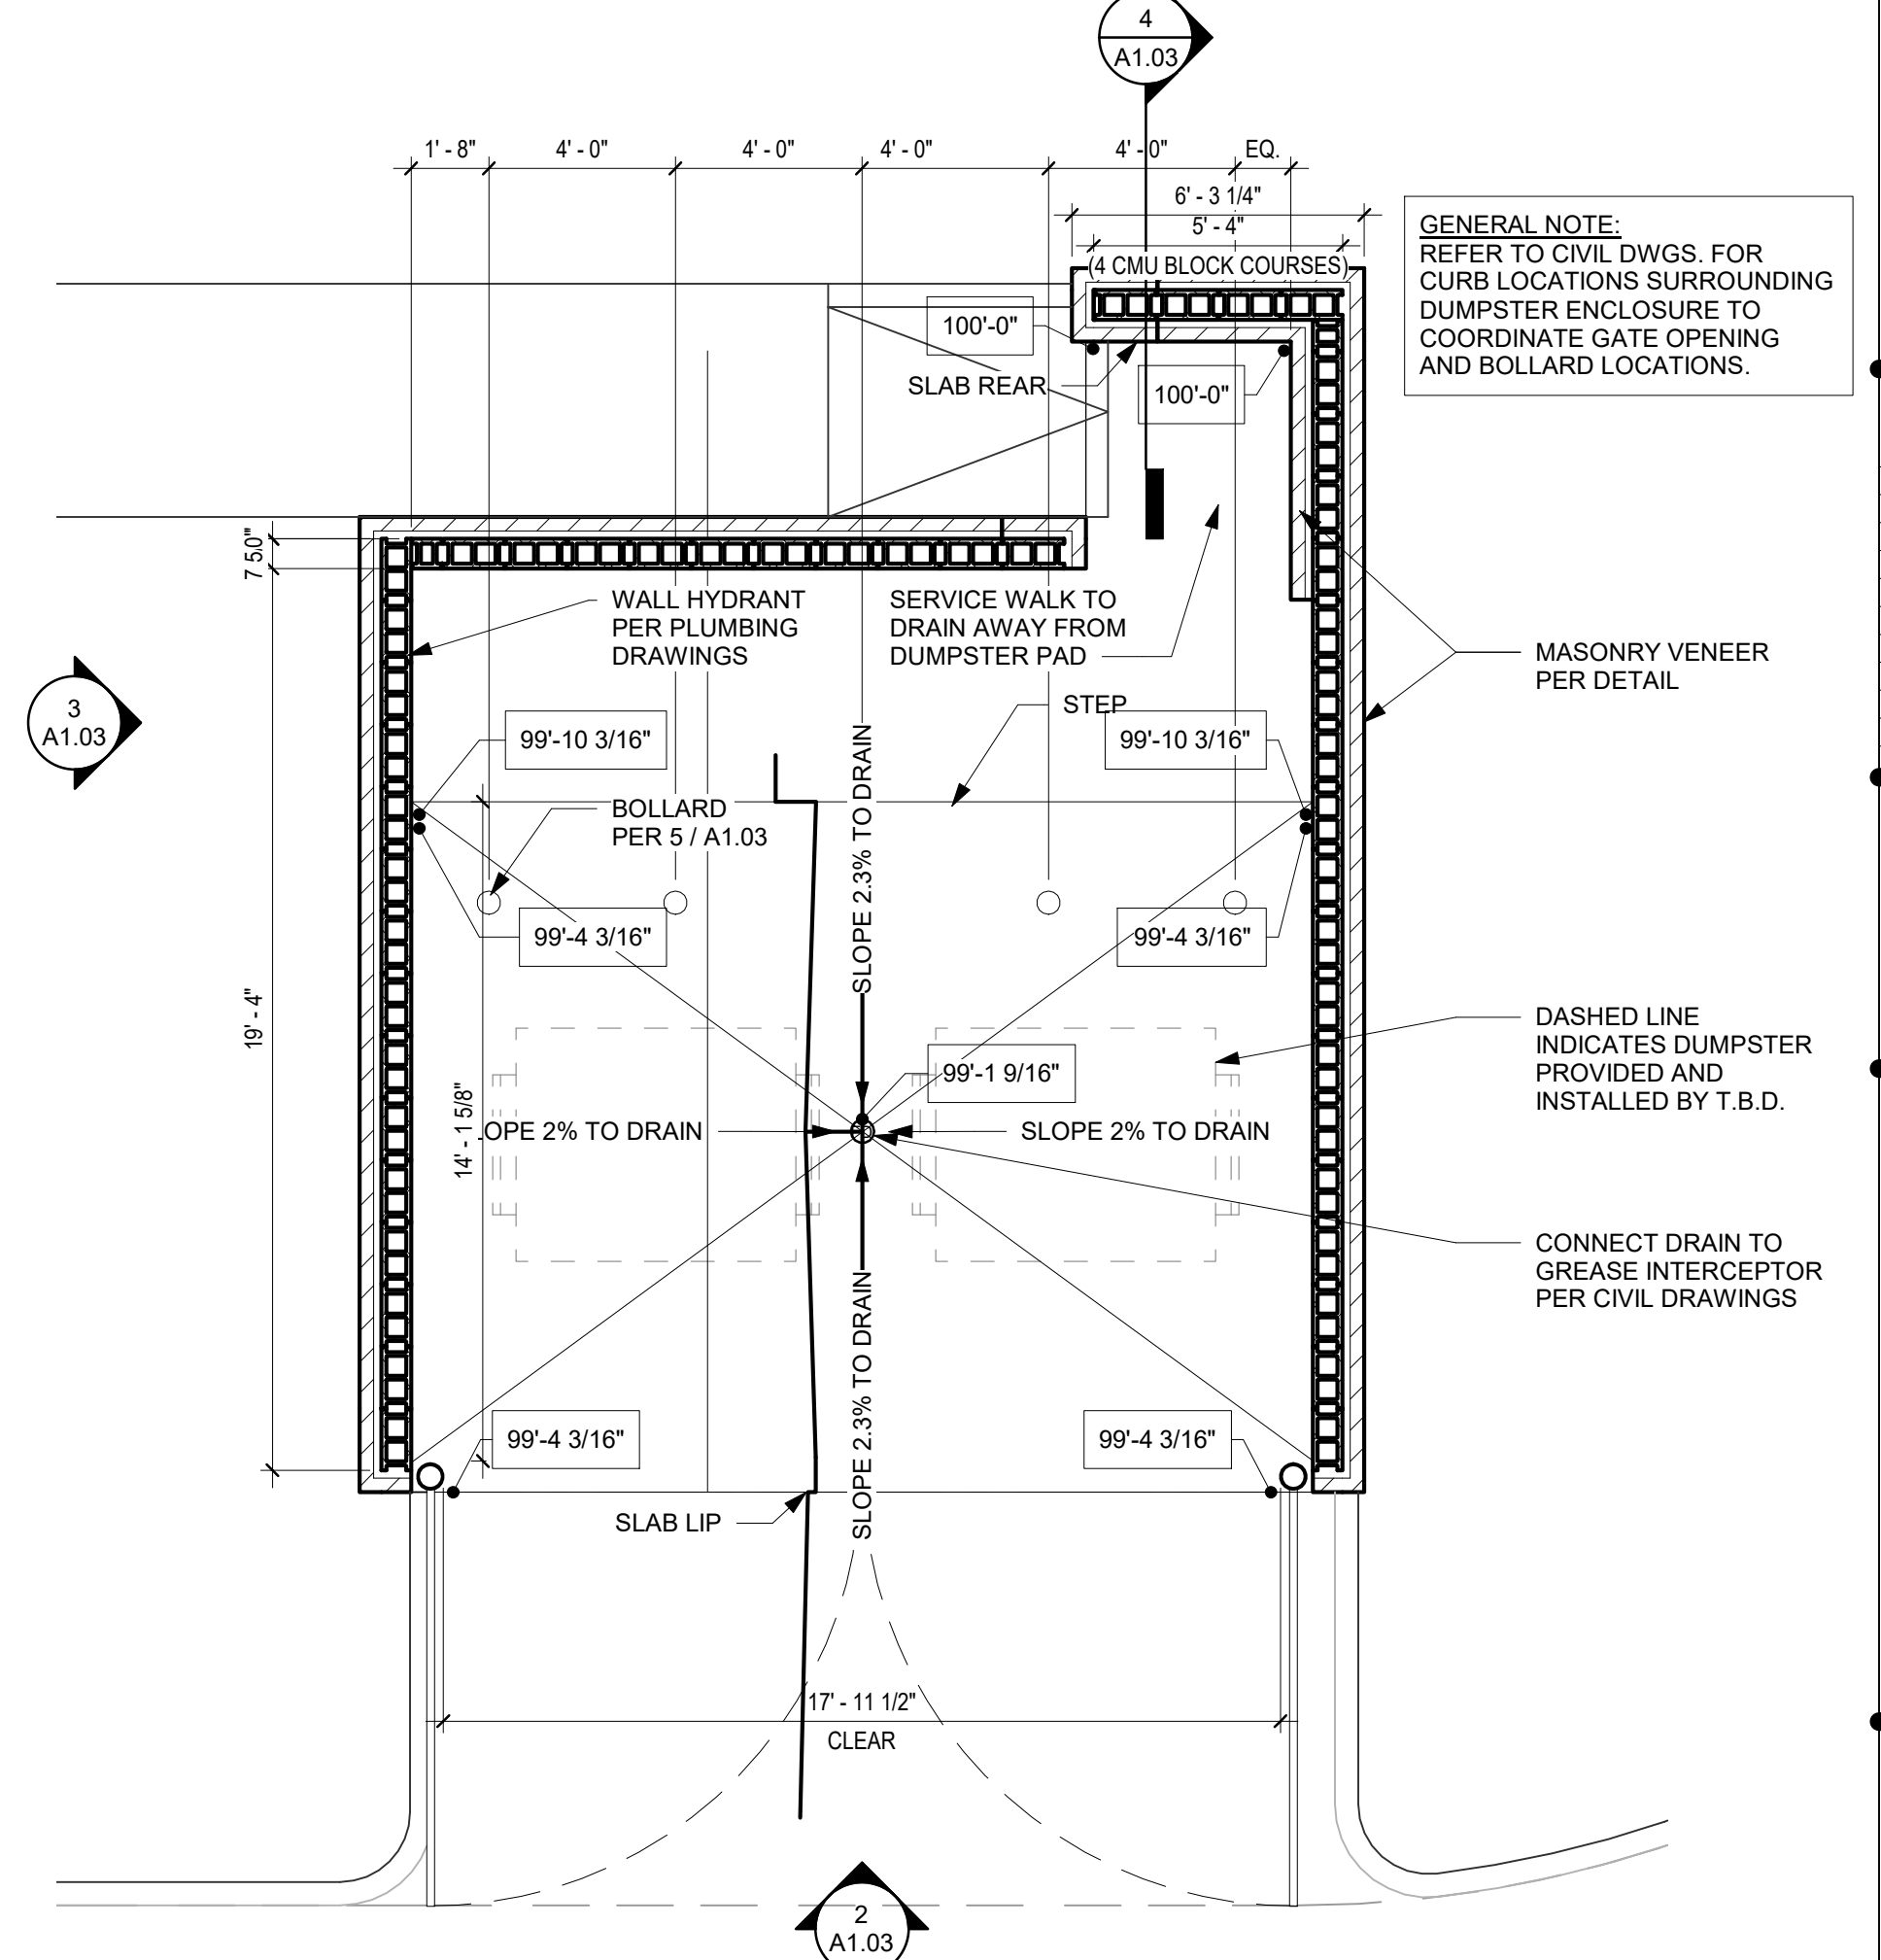 4
A1.03
1' - 8"
4' - 0"
4' - 0"
4' - 0"
4' - 0"
EQ.
6' - 3 1/4"
5' - 4"
(4 CMU BLOCK COURSES)
GENERAL NOTE:
REFER TO CIVIL DWGS. FOR
CURB LOCATIONS SURROUNDING
DUMPSTER ENCLOSURE TO
COORDINATE GATE OPENING
AND BOLLARD LOCATIONS.
100'-0"
SLAB REAR
100'-0"
WALL HYDRANT
PER PLUMBING
DRAWINGS
SERVICE WALK TO
DRAIN AWAY FROM
DUMPSTER PAD
MASONRY VENEER
PER DETAIL
3
A1.03
STEP
99'-10 3/16"
99'-10 3/16"
BOLLARD
PER 5 / A1.03
SLOPE 2.3% TO DRAIN
99'-4 3/16"
99'-4 3/16"
19' - 4"
14' - 1 5/8"
99'-1 9/16"
DASHED LINE
INDICATES DUMPSTER
PROVIDED AND
INSTALLED BY T.B.D.
OPE 2% TO DRAIN
SLOPE 2% TO DRAIN
CONNECT DRAIN TO
GREASE INTERCEPTOR
PER CIVIL DRAWINGS
SLOPE 2.3% TO DRAIN
99'-4 3/16"
99'-4 3/16"
SLAB LIP
17' - 11 1/2"
CLEAR
2
A1.03